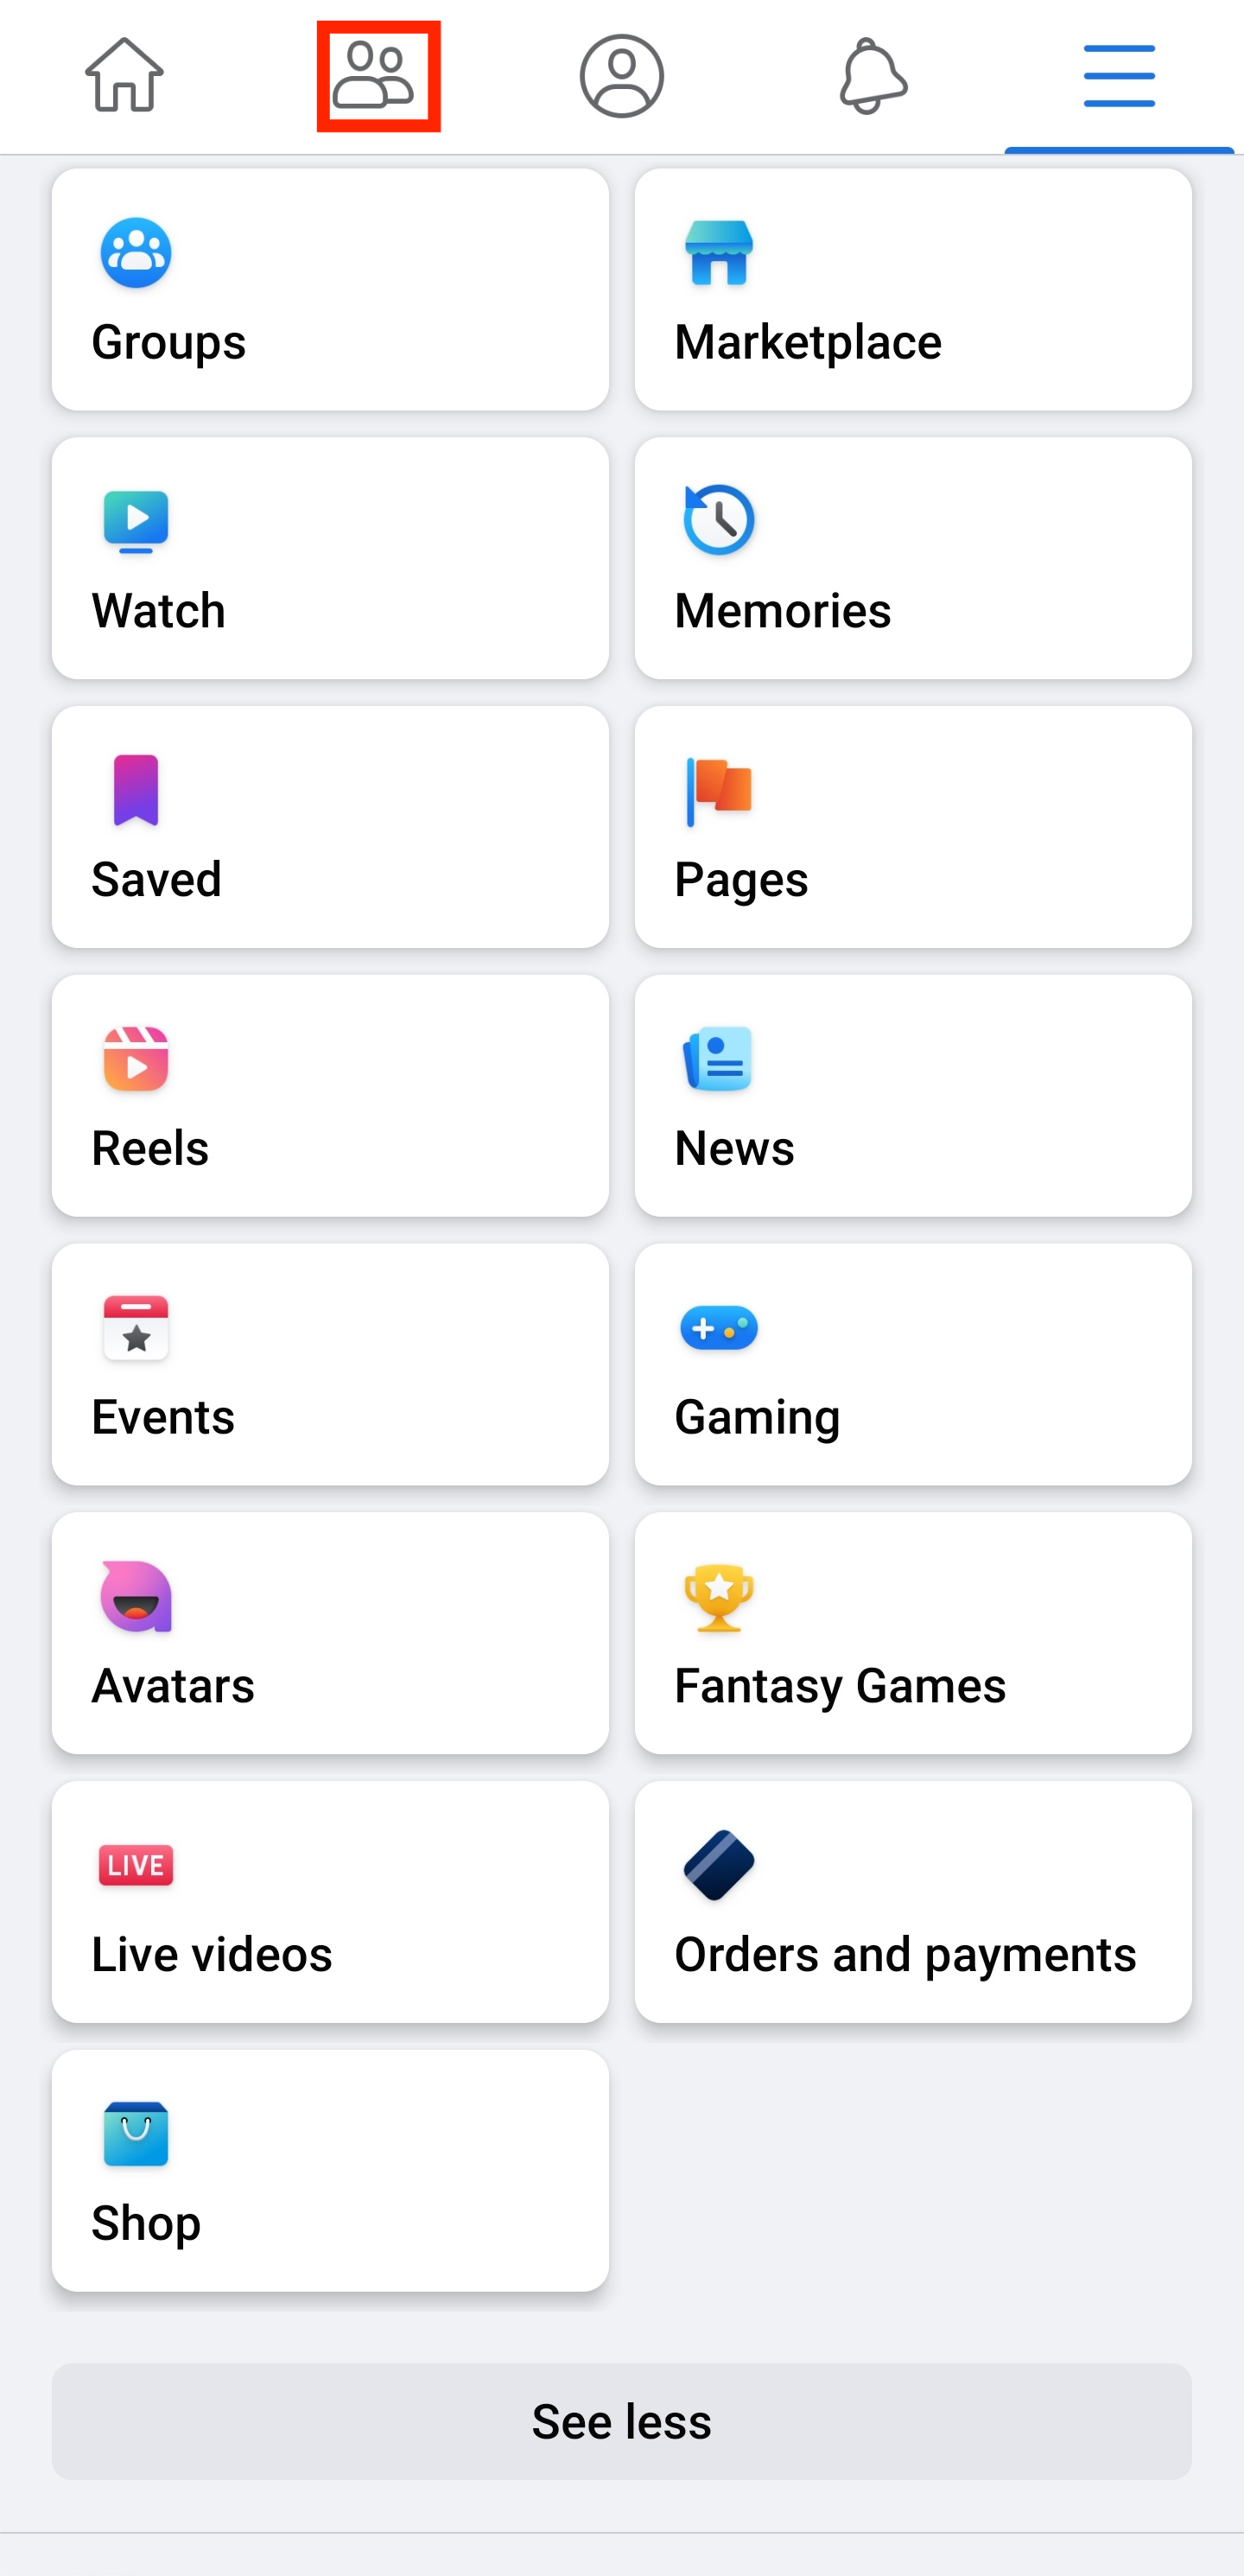 Groups
Marketplace
Watch
Memories
Saved
Pages
Reels
News
Events
Gaming
Avatars
Fantasy Games
LIVE
Live videos
Orders and payments
Shop
See less